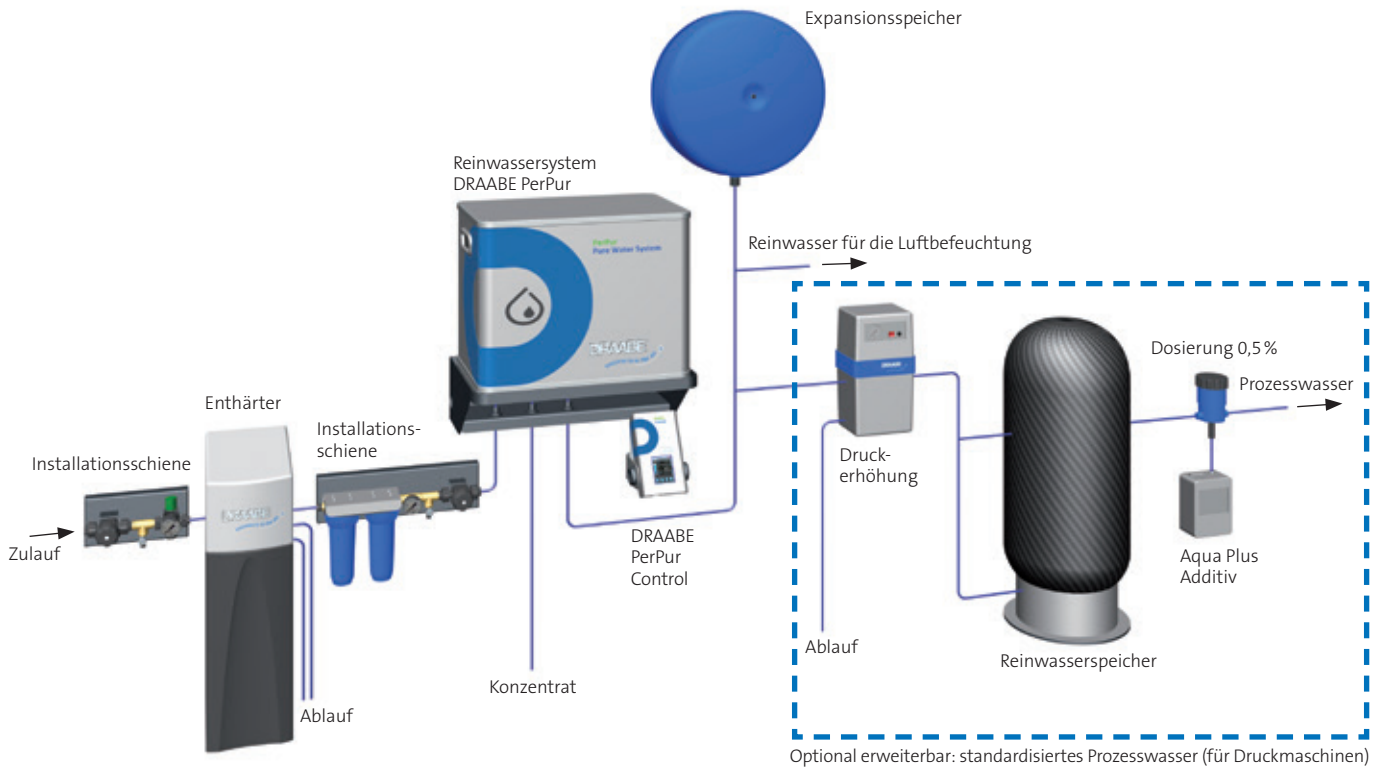 Expansionsspeicher
Reinwassersystem
DRAABE PerPur
PerPur
Pure Water System
DRAABE
Reinwasser für die Luftbefeuchtung
Dosierung 0,5 %
Prozesswasser
Enthärter
Installations-
schiene
Installationsschiene
DRAABE
Druck-
erhöhung
Zulauf
DRAABE
PerPur
Control
Aqua Plus
Additiv
Ablauf
Reinwasserspeicher
Konzentrat
Ablauf
Optional erweiterbar: standardisiertes Prozesswasser (für Druckmaschinen)